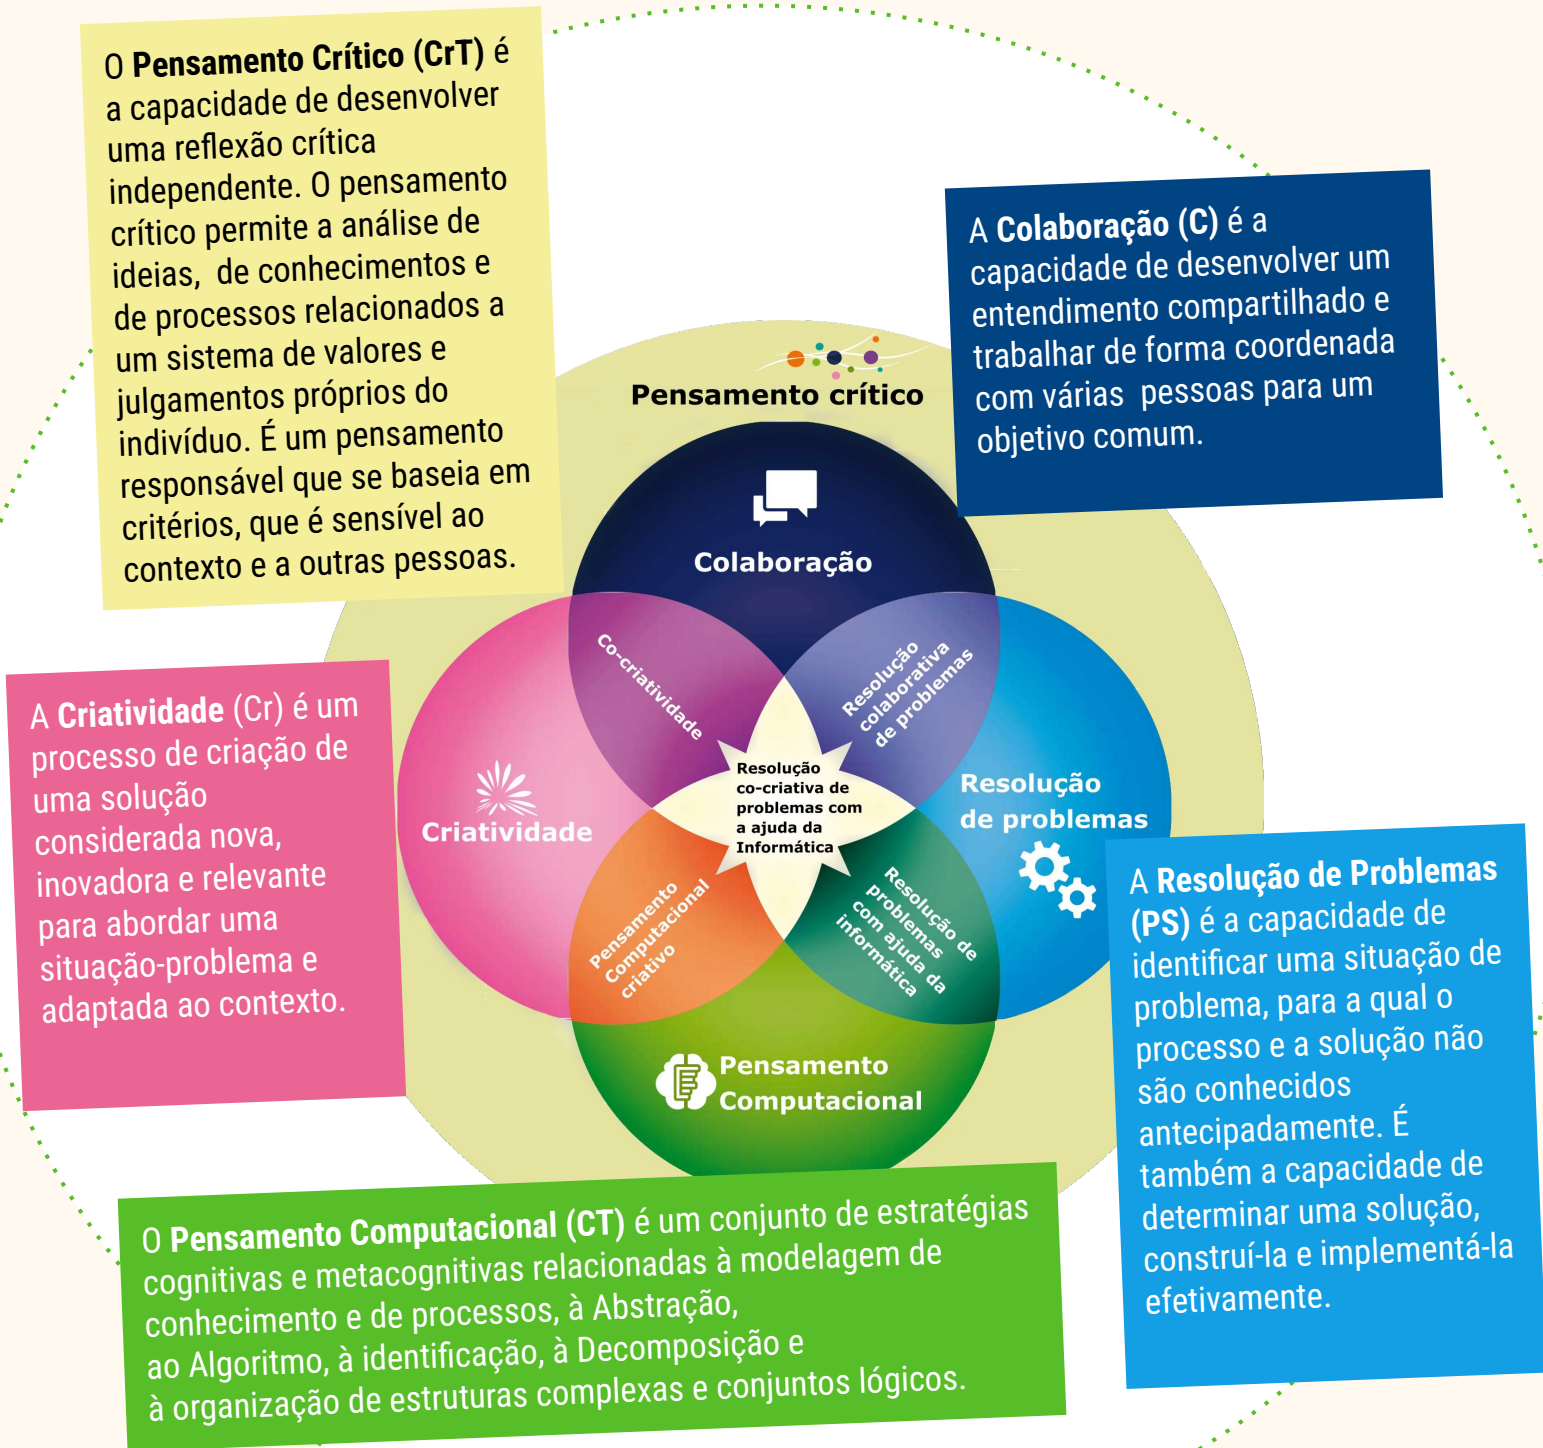 O Pensamento Crítico (CrT) é
a capacidade de desenvolver
uma reflexão crítica
independente. O pensamento
crítico permite a análise de
ideias, de conhecimentos e
de processos relacionados a
um sistema de valores e
julgamentos próprios do
indivíduo. É um pensamento
responsável que se baseia em
critérios, que é sensível ao
contexto e a outras pessoas.
A Colaboração (C) é a
capacidade de desenvolver um
entendimento compartilhado e
trabalhar de forma coordenada
com várias pessoas para um
objetivo comum.
Pensamento crítico
Colaboração
Co-criatividade
Resolução
colaborativa
de problemas
A Criatividade (Cr) é um
processo de criação de
uma solução
considerada nova,
inovadora e relevante
para abordar uma
situação-problema e
adaptada ao contexto.
Criatividade
Resolução
co-criativa de
problemas com
a ajuda da
Informática
Resolução
de problemas
Pensamento
Computacional
criativo
Resolução de
problemas
com ajuda da
informática
Pensamento
Computacional
A Resolução de Problemas
(PS) é a capacidade de
identificar uma situação de
problema, para a qual o
processo e a solução não
são conhecidos
antecipadamente. É
também a capacidade de
determinar uma solução,
construí-la e implementá-la
efetivamente.
O Pensamento Computacional (CT) é um conjunto de estratégias
cognitivas e metacognitivas relacionadas à modelagem de
conhecimento e de processos, à Abstração,
ao Algoritmo, à identificação, à Decomposição e
à organização de estruturas complexas e conjuntos lógicos.